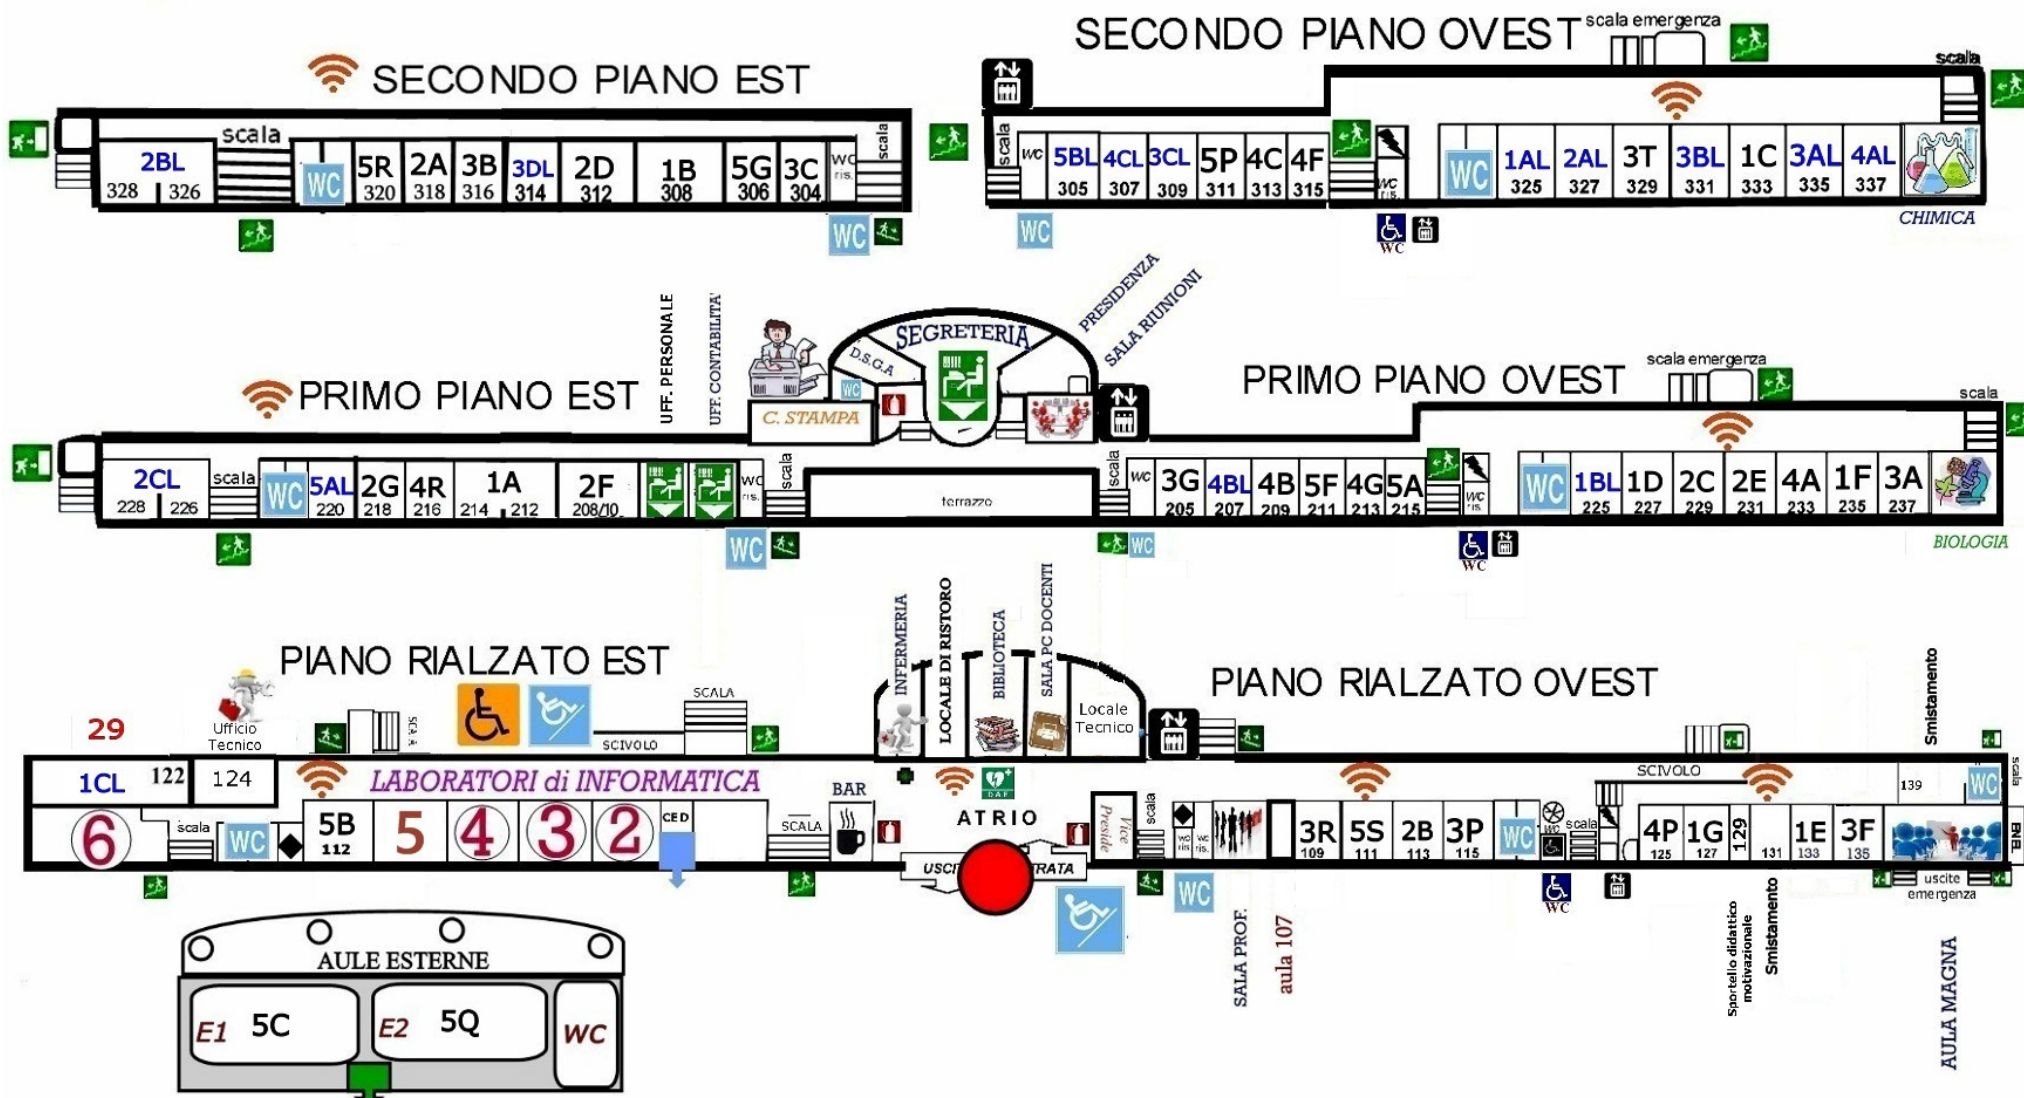 SECONDO PIANO EST
scala
scala
2BL
328 326
WC
5R
320
2A
318
3B
316
3DL
314
2D
312
1B
308
5G
306
3C
304
WC
ris.
WC
SECONDO PIANO OVEST
scala emergenza
scala
scala
WC
5BL
305
4CL
307
3CL
309
5P
311
4C
313
4F
315
WC
ris.
WC
1AL
325
2AL
327
3T
329
3BL
331
1C
333
3AL
335
4AL
337
CHIMICA
WC
WC
PRIMO PIANO EST
UFF. PERSONALE
UFF. CONTABILITA'
C. STAMPA
D.S.G.A
SEGRETERIA
WC
PRESIDENZA
SALA RIUNIONI
2CL
228 226
scala
WC
5AL
220
2G
218
4R
216
1A
214 212
2F
208/10
WC
ris.
scala
WC
terrazzo
PRIMO PIANO OVEST
scala emergenza
scala
scala
WC
3G
205
4BL
207
4B
209
5F
211
4G
213
5A
215
WC
ris.
WC
1BL
225
1D
227
2C
229
2E
231
4A
233
1F
235
3A
237
BIOLOGIA
WC
WC
PIANO RIALZATO EST
29
Ufficio
Tecnico
SCIVOLO
SCALA
1CL 122
124
LABORATORI di INFORMATICA
6
scala
WC
5B
112
5
4
3
2
CED
SCALA
BAR
INFERMERIA
LOCALE DI RISTORO
BIBLIOTECA
SALA PC DOCENTI
Locale
Tecnico
DAE
ATRIO
Vice
Preside
PIANO RIALZATO OVEST
scala
WC
ris.
WC
ris.
3R
109
5S
111
2B
113
3P
115
WC
WC
scala
SCIVOLO
4P
125
1G
127
129
131
1E
133
3F
135
139
WC
scala
Smistamento
uscite
emergenza
WC
WC
SALA PROF.
aula 107
Sportello didattico
motivazionale
Smistamento
AULA MAGNA
AULE ESTERNE
E1 5C
E2 5Q
WC